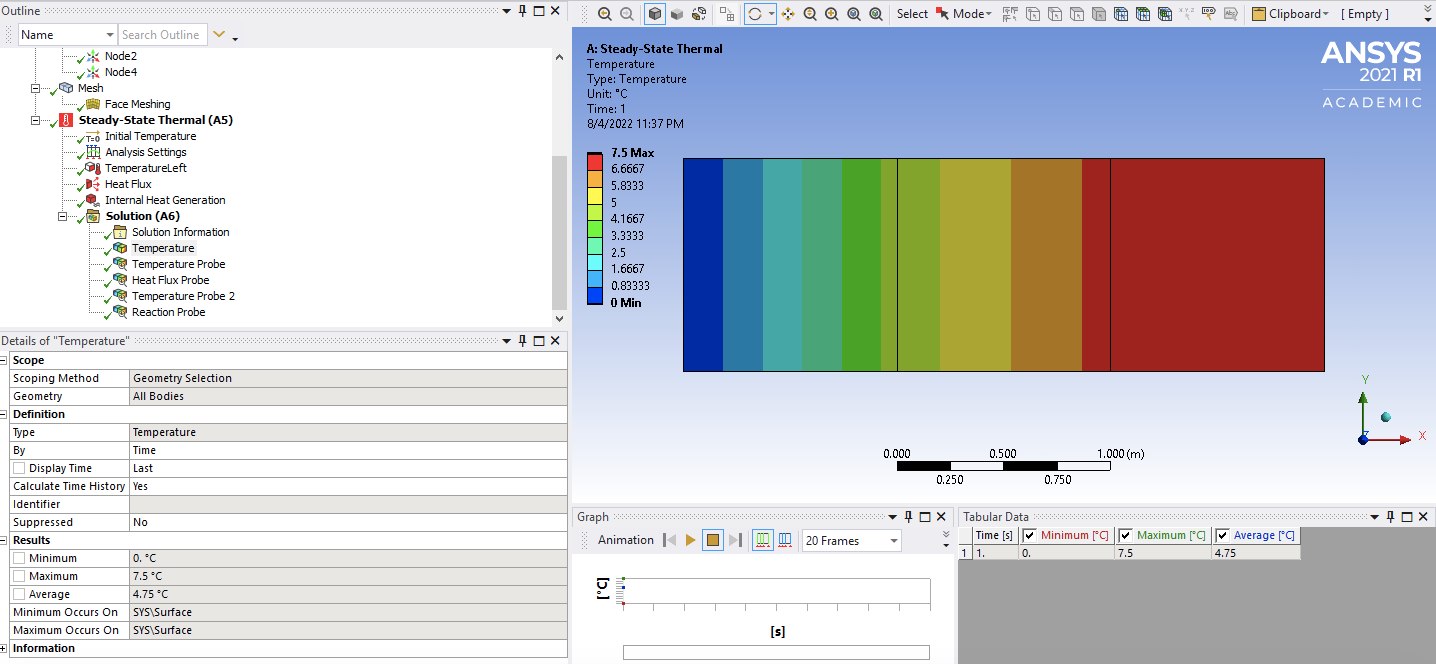 Outline
Name
Search Outline
Node2
Node4
Mesh
Face Meshing
Steady-State Thermal (A5)
T=0
Initial Temperature
Analysis Settings
TemperatureLeft
Heat Flux
Internal Heat Generation
Solution (A6)
Solution Information
Temperature
Temperature Probe
Heat Flux Probe
Temperature Probe 2
Reaction Probe
Details of "Temperature"
Scope
Scoping Method Geometry Selection
Geometry All Bodies
Definition
Type Temperature
By Time
Display Time Last
Calculate Time History Yes
Identifier
Suppressed No
Results
Minimum 0. °C
Maximum 7.5 °C
Average 4.75 °C
Minimum Occurs On SYS\Surface
Maximum Occurs On SYS\Surface
Information
Select Mode Clipboard [ Empty ]
A: Steady-State Thermal
Temperature
Type: Temperature
Unit: °C
Time: 1
8/4/2022 11:37 PM
7.5 Max
6.6667
5.8333
5
4.1667
3.3333
2.5
1.6667
0.83333
0 Min
ANSYS
2021 R1
ACADEMIC
0.000 0.500 1.000 (m)
0.250 0.750
Y
X
Z
Graph
Animation 20 Frames
[°C]
[s]
Tabular Data
Time [s] Minimum [°C] Maximum [°C] Average [°C]
1 1. 0. 7.5 4.75